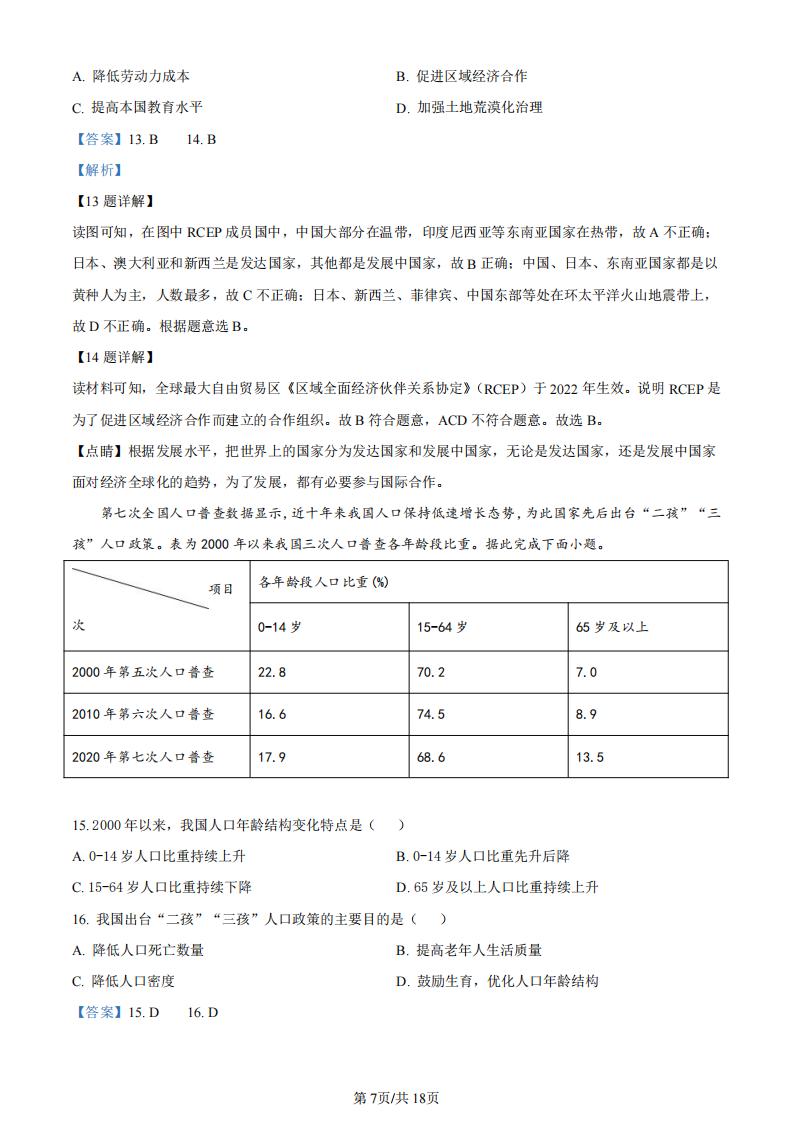 A. 降低劳动力成本 B. 促进区域经济合作
C. 提高本国教育水平 D. 加强土地荒漠化治理
【答案】13. B 14. B
【解析】
【13 题详解】
读图可知，在图中 RCEP 成员国中，中国大部分在温带，印度尼西亚等东南亚国家在热带，故 A 不正确；
日本、澳大利亚和新西兰是发达国家，其他都是发展中国家，故 B 正确；中国、日本、东南亚国家都是以
黄种人为主，人数最多，故 C 不正确；日本、新西兰、菲律宾、中国东部等处在环太平洋火山地震带上，
故 D 不正确。根据题意选 B。
【14 题详解】
读材料可知，全球最大自由贸易区《区域全面经济伙伴关系协定》（RCEP）于 2022 年生效。说明 RCEP 是
为了促进区域经济合作而建立的合作组织。故 B 符合题意，ACD 不符合题意。故选 B。
【点睛】根据发展水平，把世界上的国家分为发达国家和发展中国家，无论是发达国家，还是发展中国家
面对经济全球化的趋势，为了发展，都有必要参与国际合作。
第七次全国人口普查数据显示，近十年来我国人口保持低速增长态势，为此国家先后出台“二孩”“三
孩”人口政策。表为 2000 年以来我国三次人口普查各年龄段比重。据此完成下面小题。
项目 各年龄段人口比重(%)
次 0-14 岁 15-64 岁 65 岁及以上
2000 年第五次人口普查 22.8 70.2 7.0
2010 年第六次人口普查 16.6 74.5 8.9
2020 年第七次人口普查 17.9 68.6 13.5
15. 2000 年以来，我国人口年龄结构变化特点是（ ）
A. 0-14 岁人口比重持续上升 B. 0-14 岁人口比重先升后降
C. 15-64 岁人口比重持续下降 D. 65 岁及以上人口比重持续上升
16. 我国出台“二孩”“三孩”人口政策的主要目的是（ ）
A. 降低人口死亡数量 B. 提高老年人生活质量
C. 降低人口密度 D. 鼓励生育，优化人口年龄结构
【答案】15. D 16. D
第 7页/共 18页